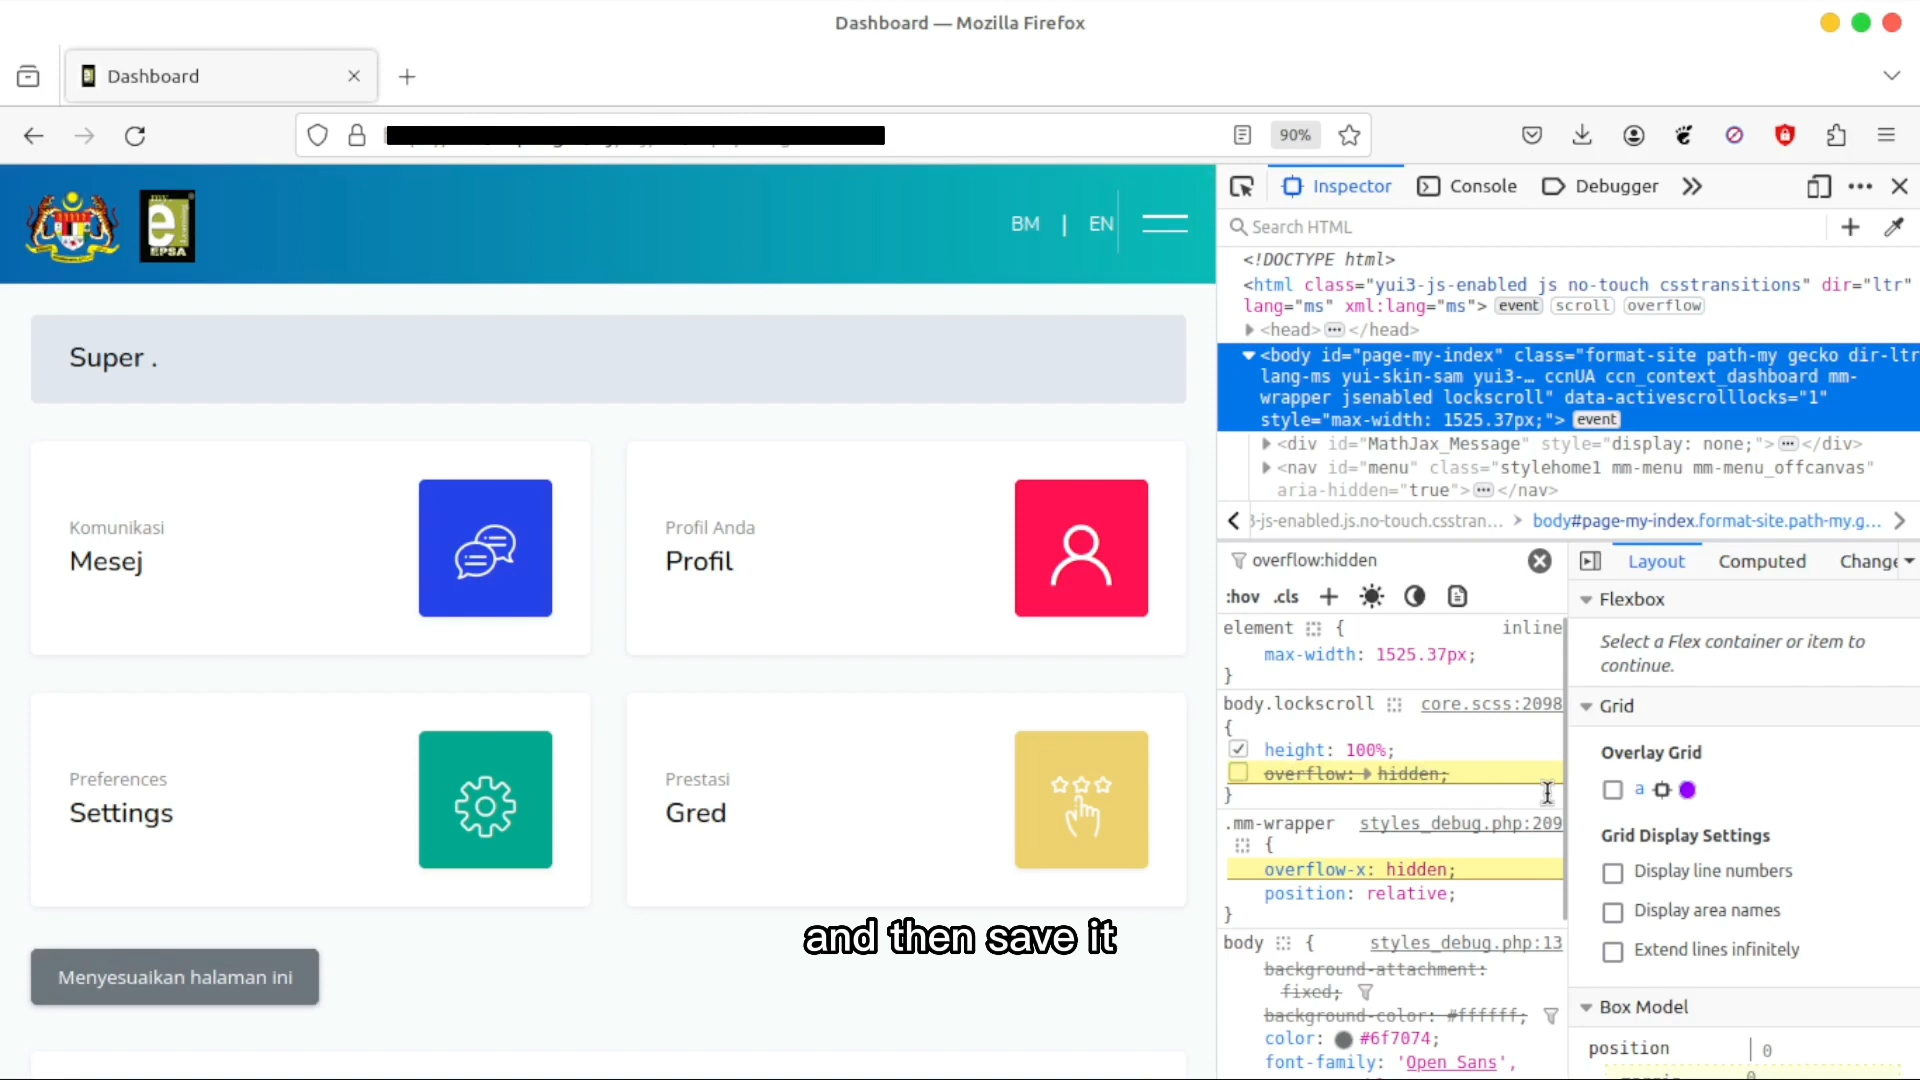 Dashboard — Mozilla Firefox
Dashboard
90%
my
e
Learning
EPSA
BM | EN
Super .
Komunikasi
Mesej
Profil Anda
Profil
Preferences
Settings
Prestasi
Gred
Menyesuaikan halaman ini
and then save it
Inspector
Console
Debugger
Search HTML
<!DOCTYPE html>
<html class="yui3-js-enabled js no-touch csstransitions" dir="ltr"
lang="ms" xml:lang="ms"> event scroll overflow
<head> ••• </head>
<body id="page-my-index" class="format-site path-my gecko dir-ltr
lang-ms yui-skin-sam yui3-… ccnUA ccn_context_dashboard mm-
wrapper jsenabled lockscroll" data-activescrolllocks="1"
style="max-width: 1525.37px;"> event
<div id="MathJax_Message" style="display: none;"> ••• </div>
<nav id="menu" class="stylehome1 mm-menu mm-menu_offcanvas"
aria-hidden="true"> ••• </nav>
3-js-enabled.js.no-touch.csstran… > body#page-my-index.format-site.path-my.g…
overflow:hidden
:hov .cls +
element { inline
max-width: 1525.37px;
}
body.lockscroll core.scss:2098
{
height: 100%;
overflow: hidden;
}
.mm-wrapper styles_debug.php:209
{
overflow-x: hidden;
position: relative;
}
body { styles_debug.php:13
background-attachment:
fixed;
background-color: #ffffff;
color: #6f7074;
font-family: 'Open Sans',
Layout
Computed
Change
Flexbox
Select a Flex container or item to
continue.
Grid
Overlay Grid
a
Grid Display Settings
Display line numbers
Display area names
Extend lines infinitely
Box Model
position 0